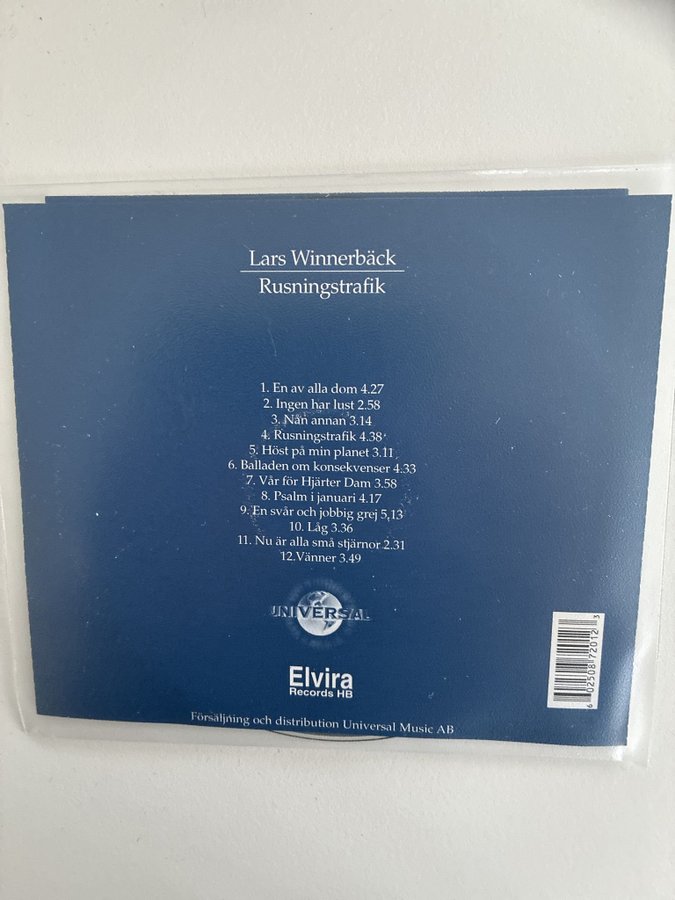 Lars Winnerbäck
Rusningstrafik
1. En av alla dom 4.27
2. Ingen har lust 2.58
3. Nån annan 3.14
4. Rusningstrafik 4.38
5. Höst på min planet 3.11
6. Balladen om konsekvenser 4.33
7. Vår för Hjärter Dam 3.58
8. Psalm i januari 4.17
9. En svår och jobbig grej 5,13
10. Låg 3.36
11. Nu är alla små stjärnor 2.31
12.Vänner 3.49
UNIVERSAL
Elvira
Records HB
6 02508 72012 3
Försäljning och distribution Universal Music AB